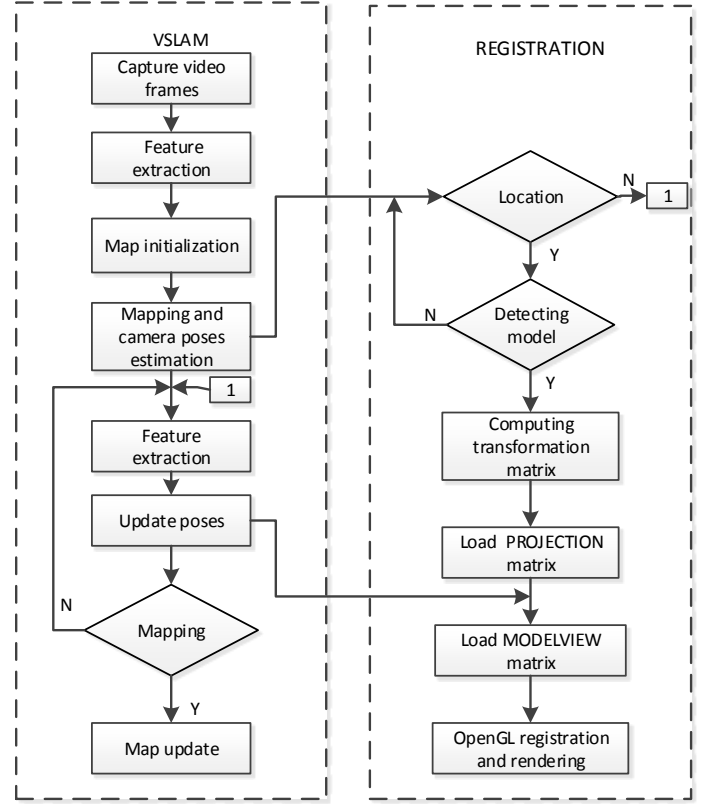 VSLAM
Capture video
frames
Feature
extraction
Map initialization
Mapping and
camera poses
estimation
1
Feature
extraction
Update poses
N
Mapping
Y
Map update
REGISTRATION
Location
N
1
Y
Detecting
model
N
Y
Computing
transformation
matrix
Load PROJECTION
matrix
Load MODELVIEW
matrix
OpenGL registration
and rendering